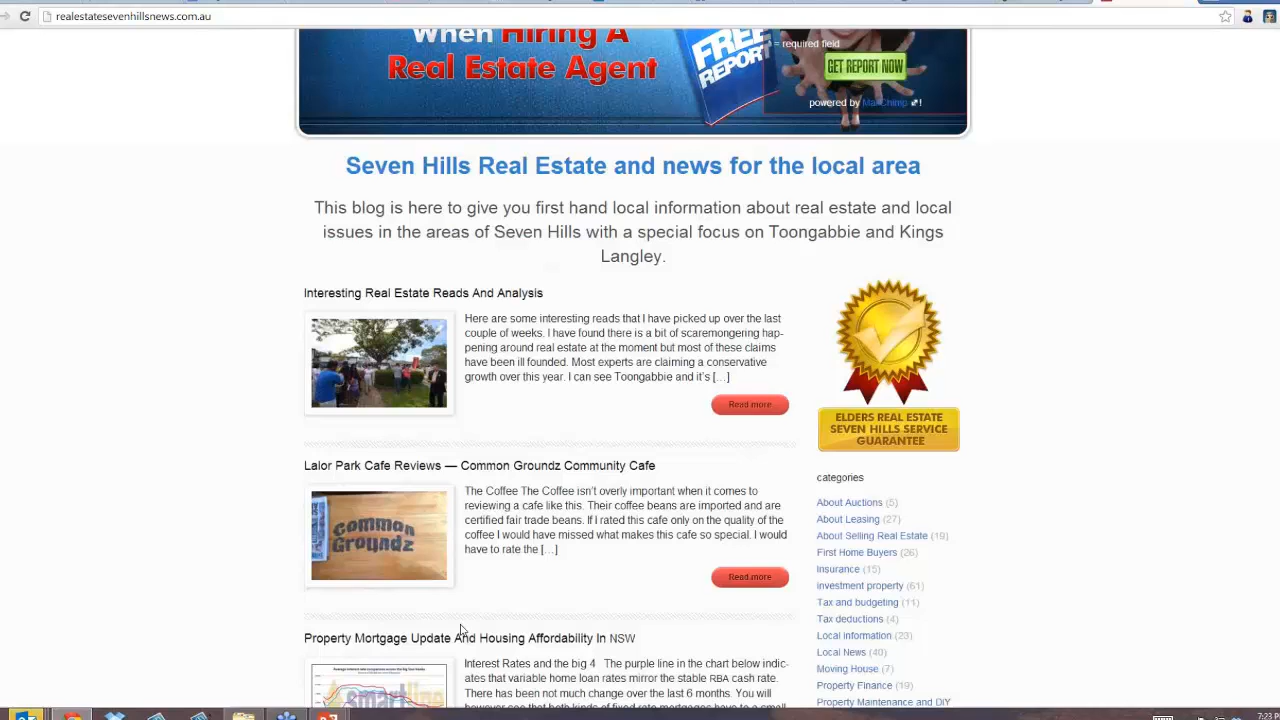 realestatesevenhillsnews.com.au
When Hiring A
Real Estate Agent
FREE
REPORT
= required field
GET REPORT NOW
powered by MailChimp !
Seven Hills Real Estate and news for the local area
This blog is here to give you first hand local information about real estate and local
issues in the areas of Seven Hills with a special focus on Toongabbie and Kings
Langley.
Interesting Real Estate Reads And Analysis
Here are some interesting reads that I have picked up over the last
couple of weeks. I have found there is a bit of scaremongering hap-
pening around real estate at the moment but most of these claims
have been ill founded. Most experts are claiming a conservative
growth over this year. I can see Toongabbie and it's [...]
Read more
Lalor Park Cafe Reviews — Common Groundz Community Cafe
Common
Groundz
The Coffee The Coffee isn't overly important when it comes to
reviewing a cafe like this. Their coffee beans are imported and are
certified fair trade beans. If I rated this cafe only on the quality of the
coffee I would have missed what makes this cafe so special. I would
have to rate the [...]
Read more
Property Mortgage Update And Housing Affordability In NSW
smartline
Interest Rates and the big 4 The purple line in the chart below indic-
ates that variable home loan rates mirror the stable RBA cash rate.
There has been not much change over the last 6 months. You will
however see that both kinds of fixed rate mortgages have to a small
ELDERS REAL ESTATE
SEVEN HILLS SERVICE
GUARANTEE
categories
About Auctions (5)
About Leasing (27)
About Selling Real Estate (19)
First Home Buyers (26)
Insurance (15)
investment property (61)
Tax and budgeting (11)
Tax deductions (4)
Local information (23)
Local News (40)
Moving House (7)
Property Finance (19)
Property Maintenance and DIY